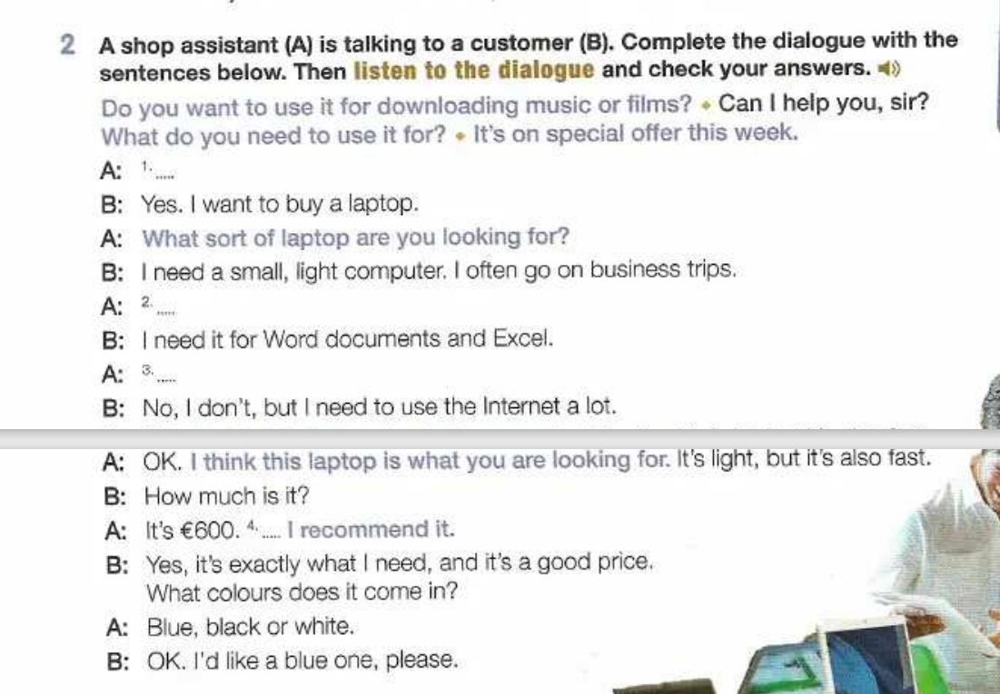 2 A shop assistant (A) is talking to a customer (B). Complete the dialogue with the
sentences below. Then listen to the dialogue and check your answers.
Do you want to use it for downloading music or films? • Can I help you, sir?
What do you need to use it for? • It's on special offer this week.
A: 1. .....
B: Yes. I want to buy a laptop.
A: What sort of laptop are you looking for?
B: I need a small, light computer. I often go on business trips.
A: 2. .....
B: I need it for Word documents and Excel.
A: 3. .....
B: No, I don't, but I need to use the Internet a lot.
A: OK. I think this laptop is what you are looking for. It's light, but it's also fast.
B: How much is it?
A: It's €600. 4. ..... I recommend it.
B: Yes, it's exactly what I need, and it's a good price.
What colours does it come in?
A: Blue, black or white.
B: OK. I'd like a blue one, please.